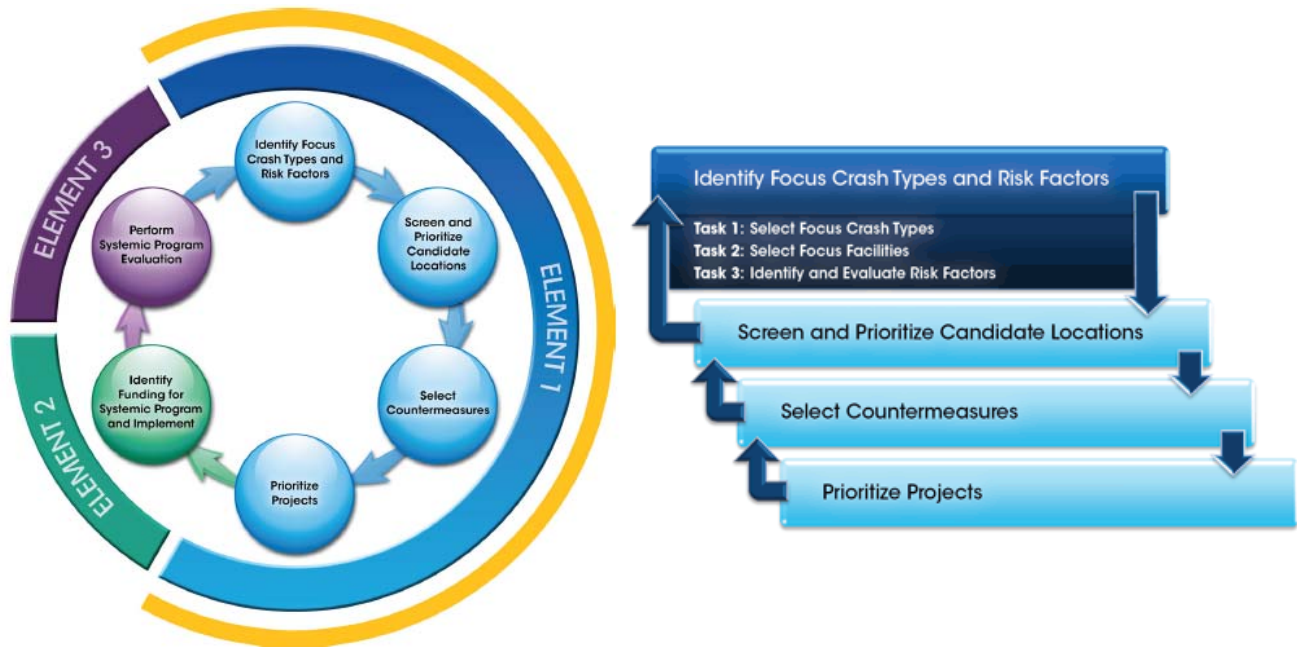 ELEMENT 3
ELEMENT 1
ELEMENT 2
Identify Focus
Crash Types and
Risk Factors
Screen and
Prioritize
Candidate
Locations
Select
Countermeasures
Prioritize
Projects
Identify
Funding for
Systemic Program
and Implement
Perform
Systemic Program
Evaluation
Identify Focus Crash Types and Risk Factors
Task 1: Select Focus Crash Types
Task 2: Select Focus Facilities
Task 3: Identify and Evaluate Risk Factors
Screen and Prioritize Candidate Locations
Select Countermeasures
Prioritize Projects